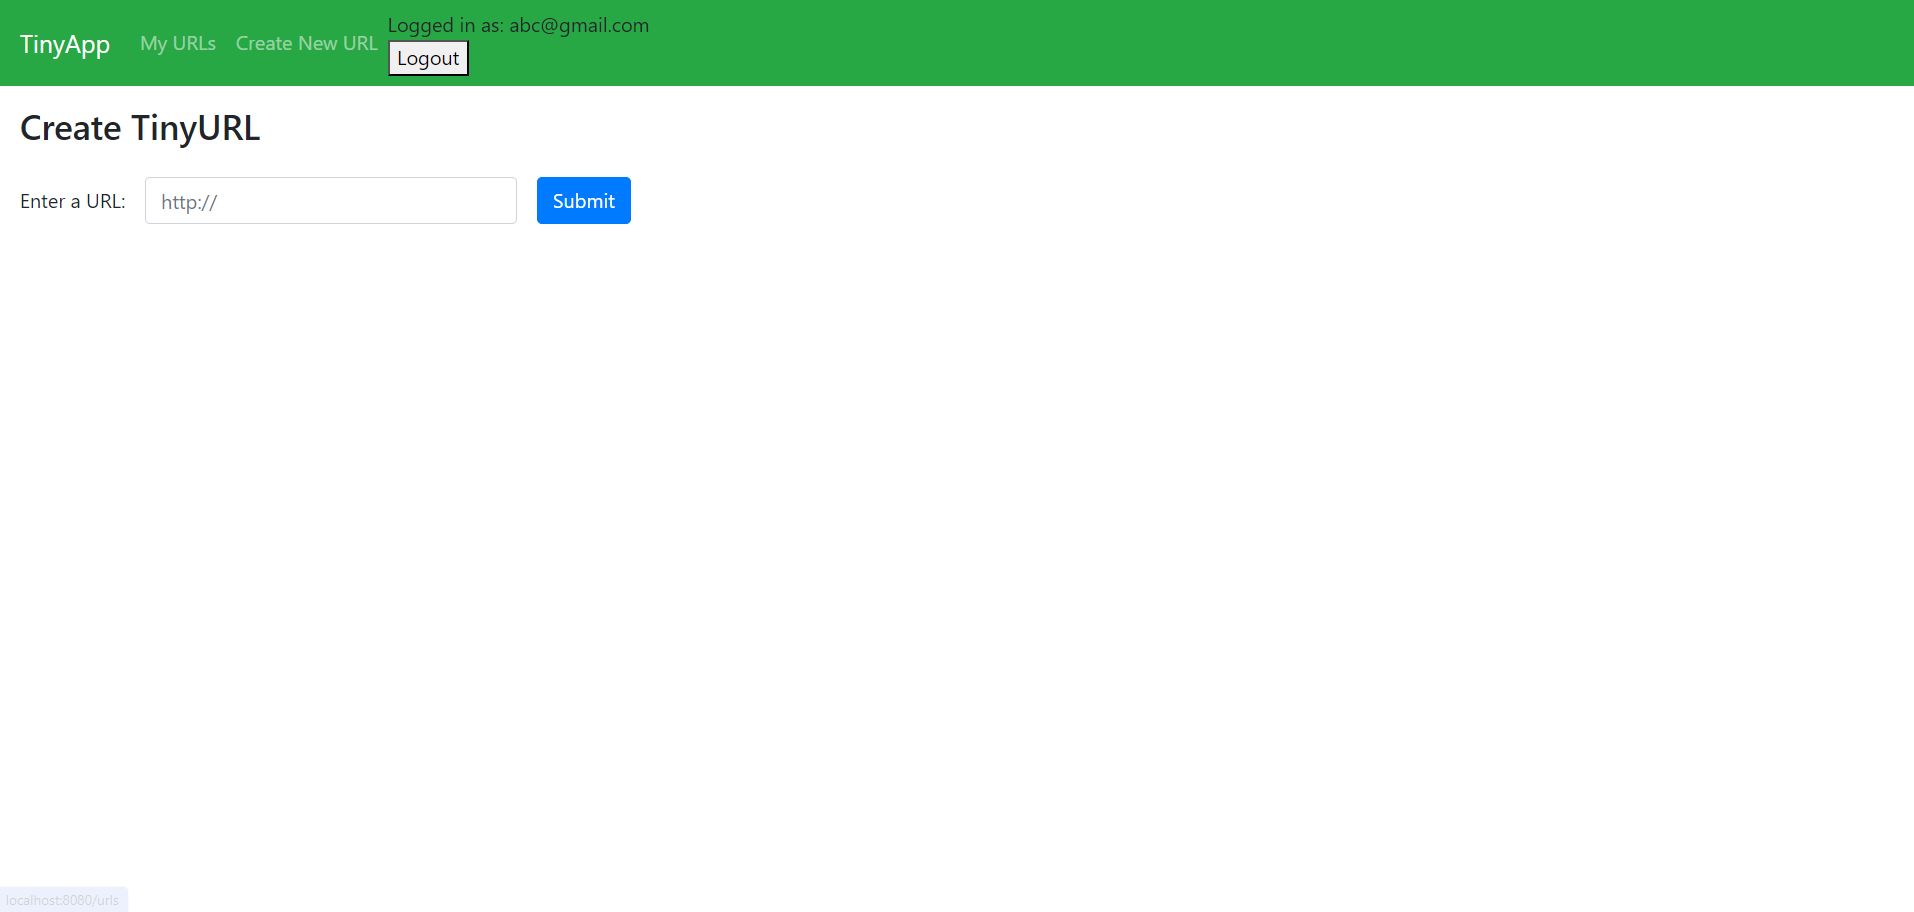 TinyApp My URLs Create New URL Logged in as: abc@gmail.com
Logout
Create TinyURL
Enter a URL: http:// Submit
localhost:8080/urls